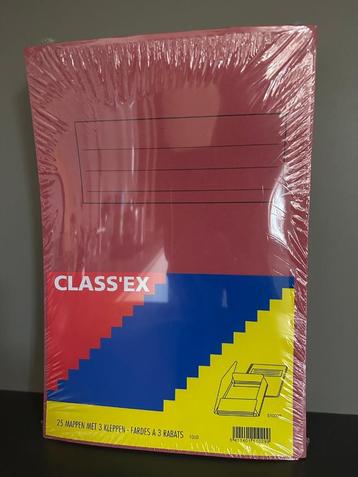 CLASS'EX
25 MAPPEN MET 3 KLEPPEN - FARDES A 3 RABATS